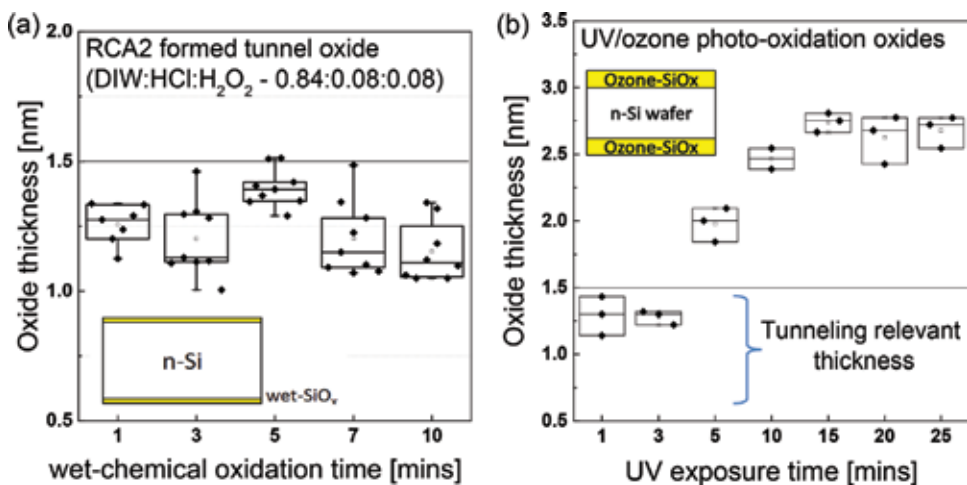 (a)
RCA2 formed tunnel oxide
(DIW:HCl:H₂O₂ - 0.84:0.08:0.08)
Oxide thickness [nm]
2.0
1.5
1.0
0.5
n-Si
wet-SiOₓ
1 3 5 7 10
wet-chemical oxidation time [mins]
(b)
UV/ozone photo-oxidation oxides
Ozone-SiOx
n-Si wafer
Ozone-SiOx
Oxide thickness [nm]
3.5
3.0
2.5
2.0
1.5
1.0
0.5
Tunneling relevant
thickness
1 3 5 10 15 20 25
UV exposure time [mins]